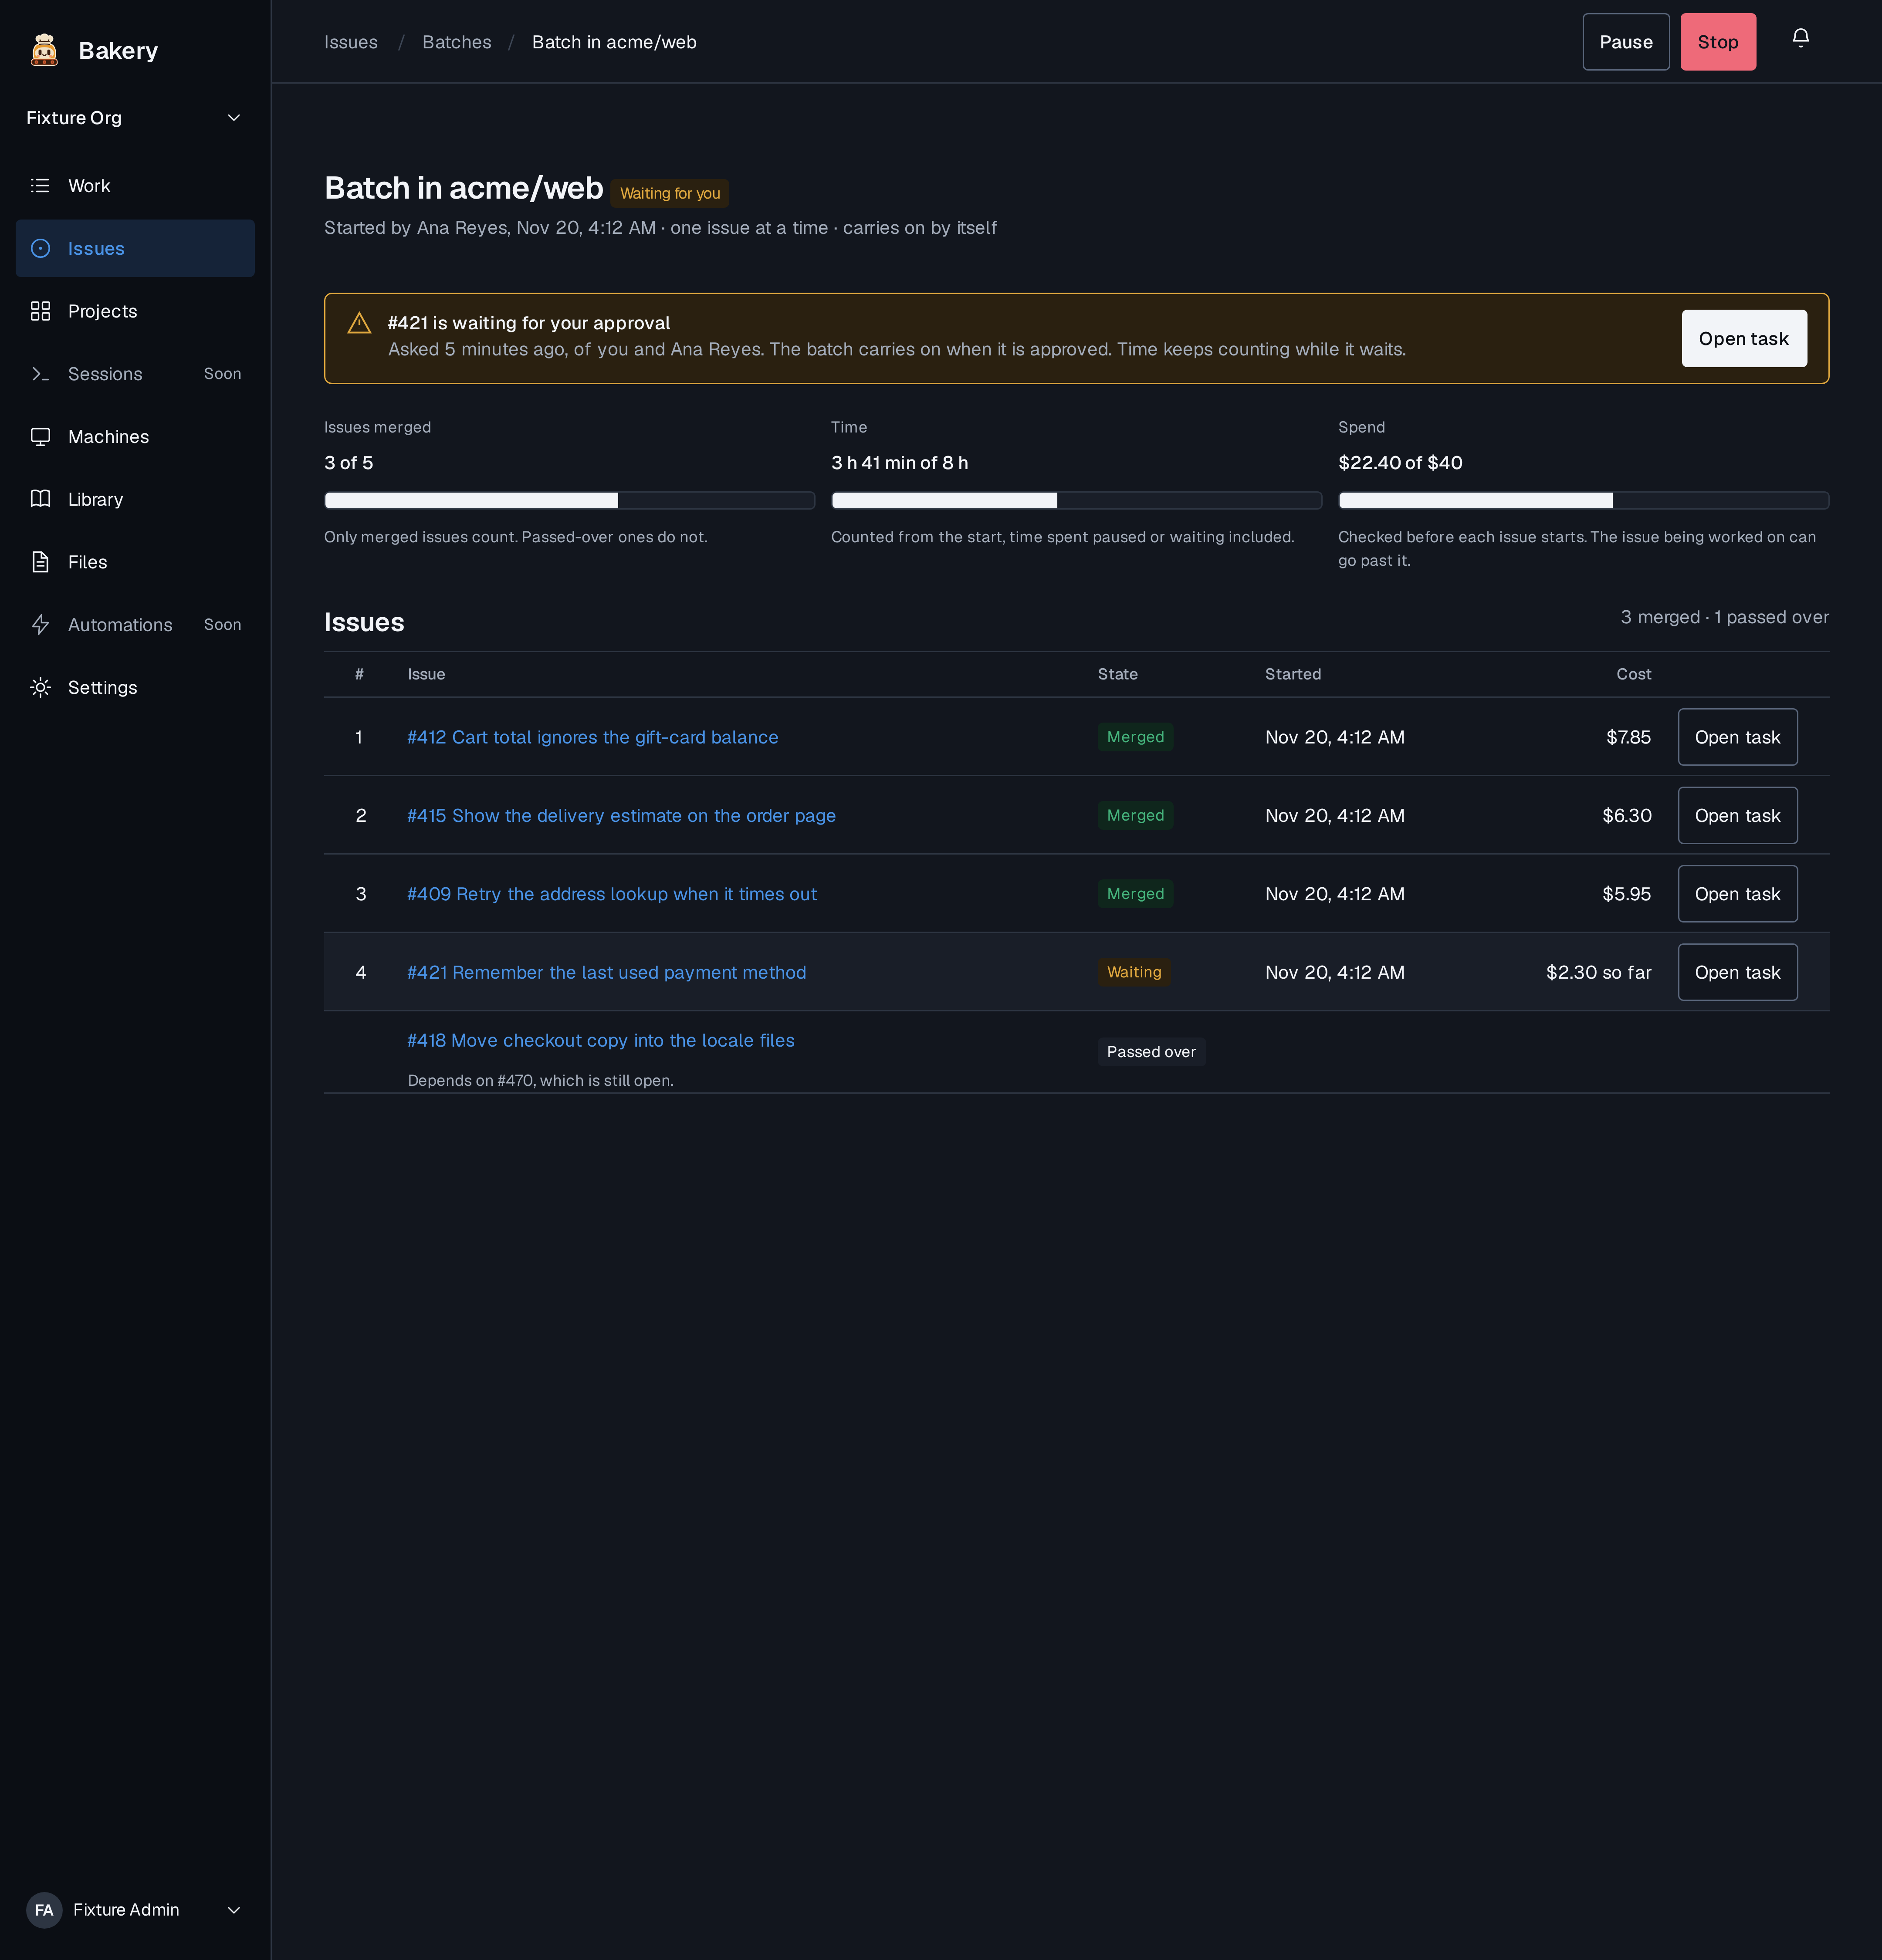 Bakery
Fixture Org
Work
Issues
Projects
Sessions Soon
Machines
Library
Files
Automations Soon
Settings
FA Fixture Admin
Issues / Batches / Batch in acme/web
Pause
Stop
Batch in acme/web Waiting for you
Started by Ana Reyes, Nov 20, 4:12 AM · one issue at a time · carries on by itself
#421 is waiting for your approval
Asked 5 minutes ago, of you and Ana Reyes. The batch carries on when it is approved. Time keeps counting while it waits.
Open task
Issues merged
3 of 5
Only merged issues count. Passed-over ones do not.
Time
3 h 41 min of 8 h
Counted from the start, time spent paused or waiting included.
Spend
$22.40 of $40
Checked before each issue starts. The issue being worked on can
go past it.
Issues
3 merged · 1 passed over
# Issue State Started Cost
1 #412 Cart total ignores the gift-card balance Merged Nov 20, 4:12 AM $7.85 Open task
2 #415 Show the delivery estimate on the order page Merged Nov 20, 4:12 AM $6.30 Open task
3 #409 Retry the address lookup when it times out Merged Nov 20, 4:12 AM $5.95 Open task
4 #421 Remember the last used payment method Waiting Nov 20, 4:12 AM $2.30 so far Open task
#418 Move checkout copy into the locale files Passed over
Depends on #470, which is still open.